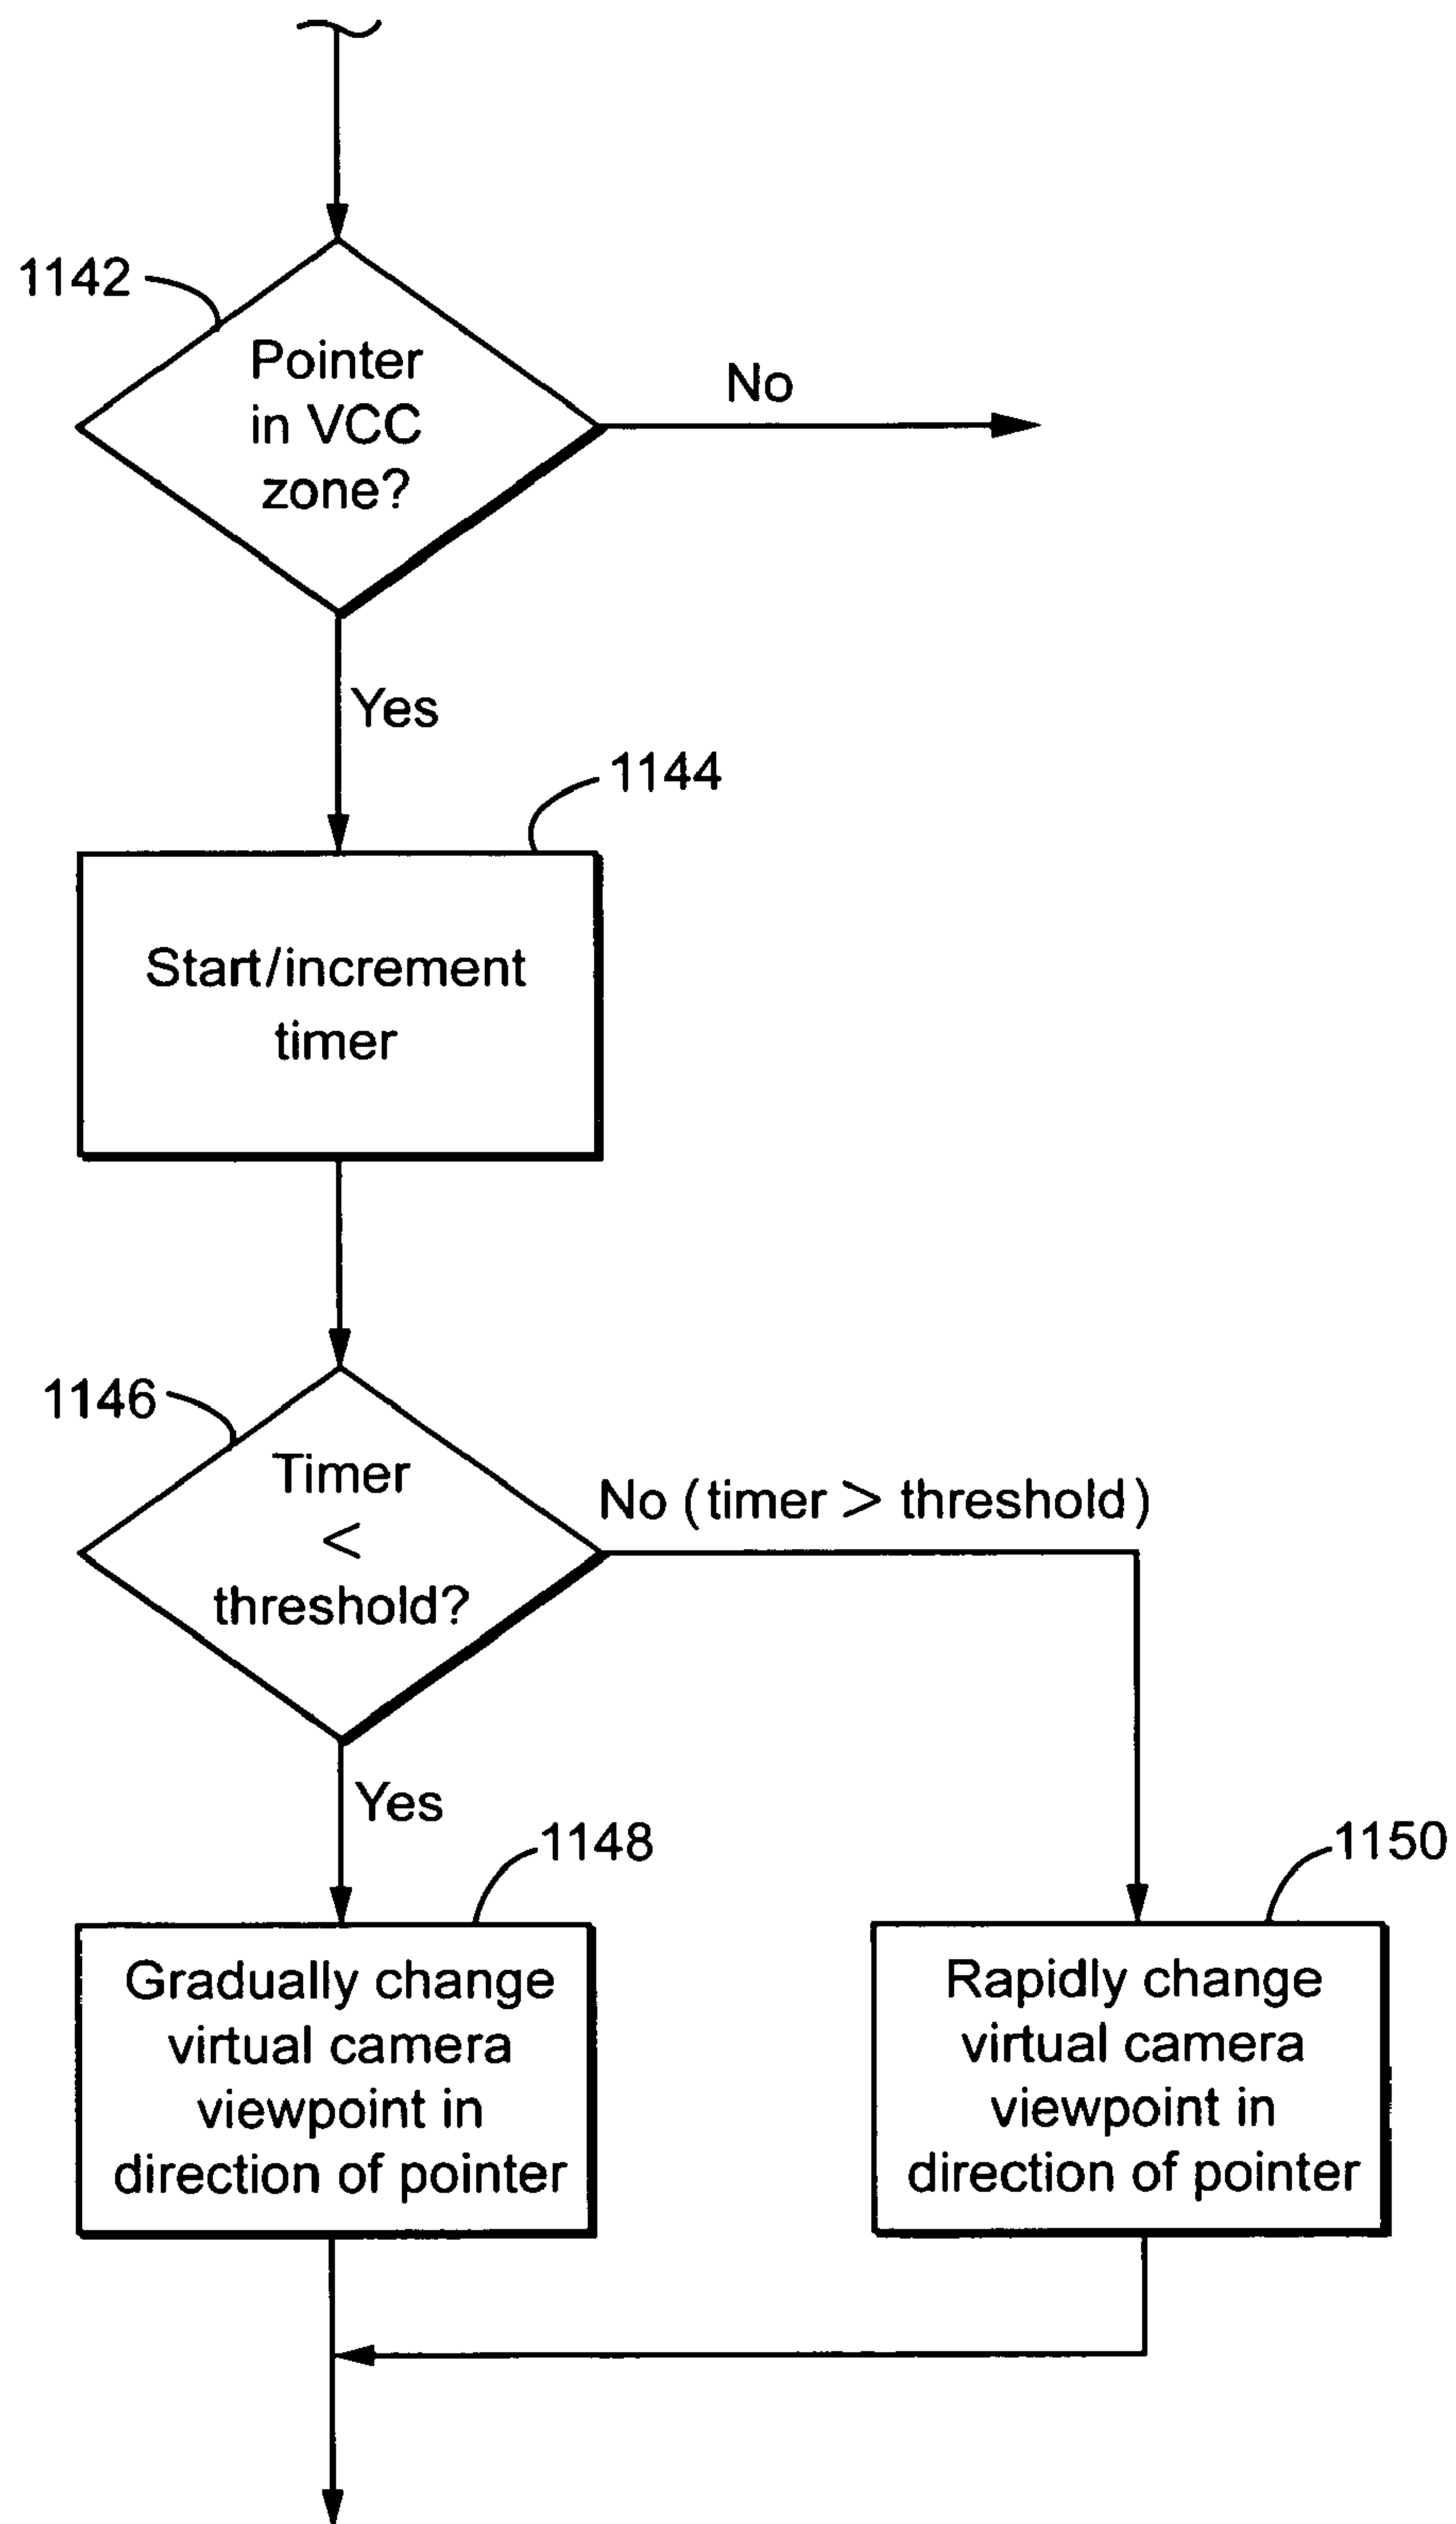 1142
Pointer
in VCC
zone?
No
Yes
1144
Start/increment
timer
1146
Timer
<
threshold?
No (timer > threshold)
Yes
1148
Gradually change
virtual camera
viewpoint in
direction of pointer
1150
Rapidly change
virtual camera
viewpoint in
direction of pointer